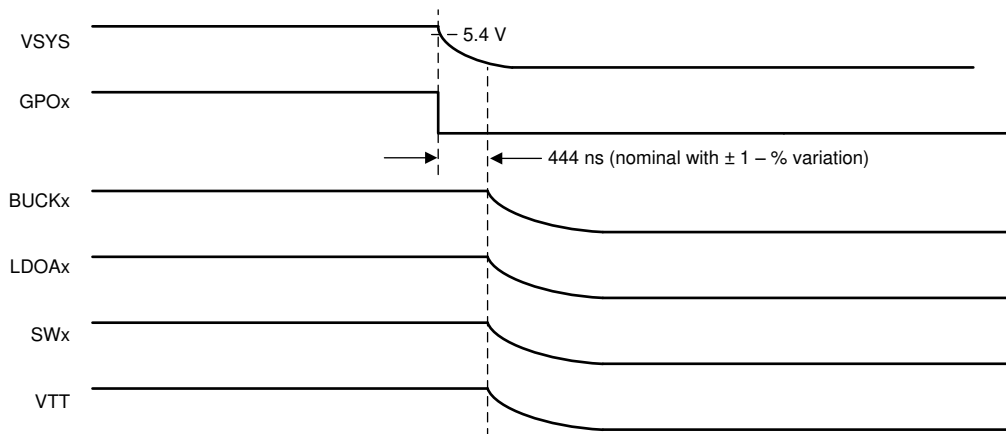 VSYS
– 5.4 V
GPOx
444 ns (nominal with ± 1 – % variation)
BUCKx
LDOAx
SWx
VTT